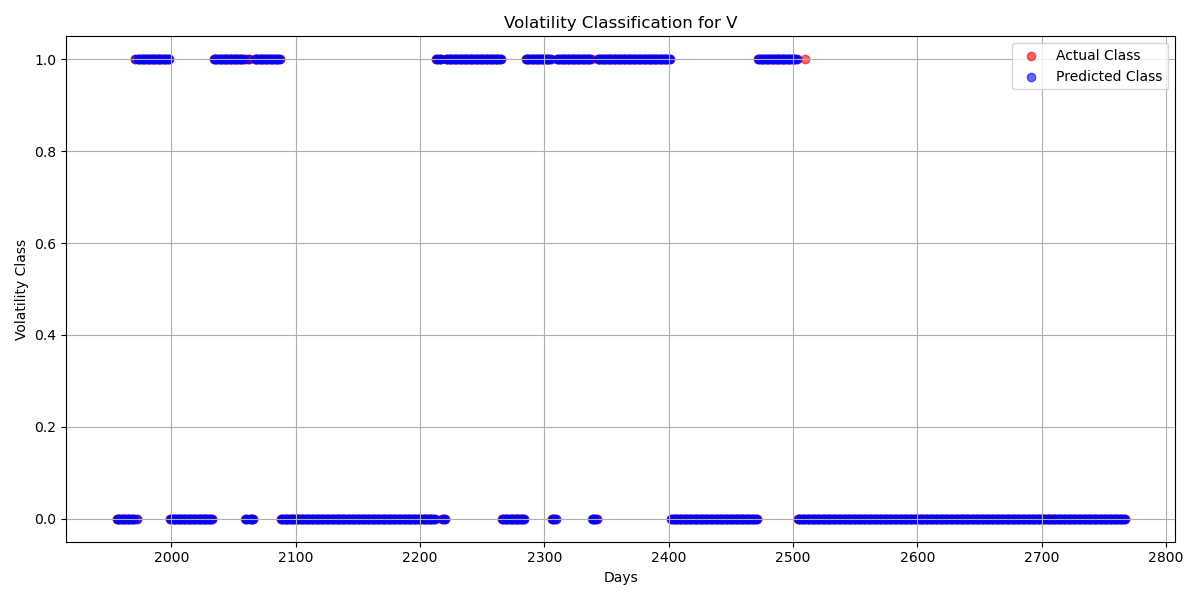 Volatility Classification for V
Actual Class
Predicted Class
Volatility Class
1.0
0.8
0.6
0.4
0.2
0.0
2000 2100 2200 2300 2400 2500 2600 2700 2800
Days